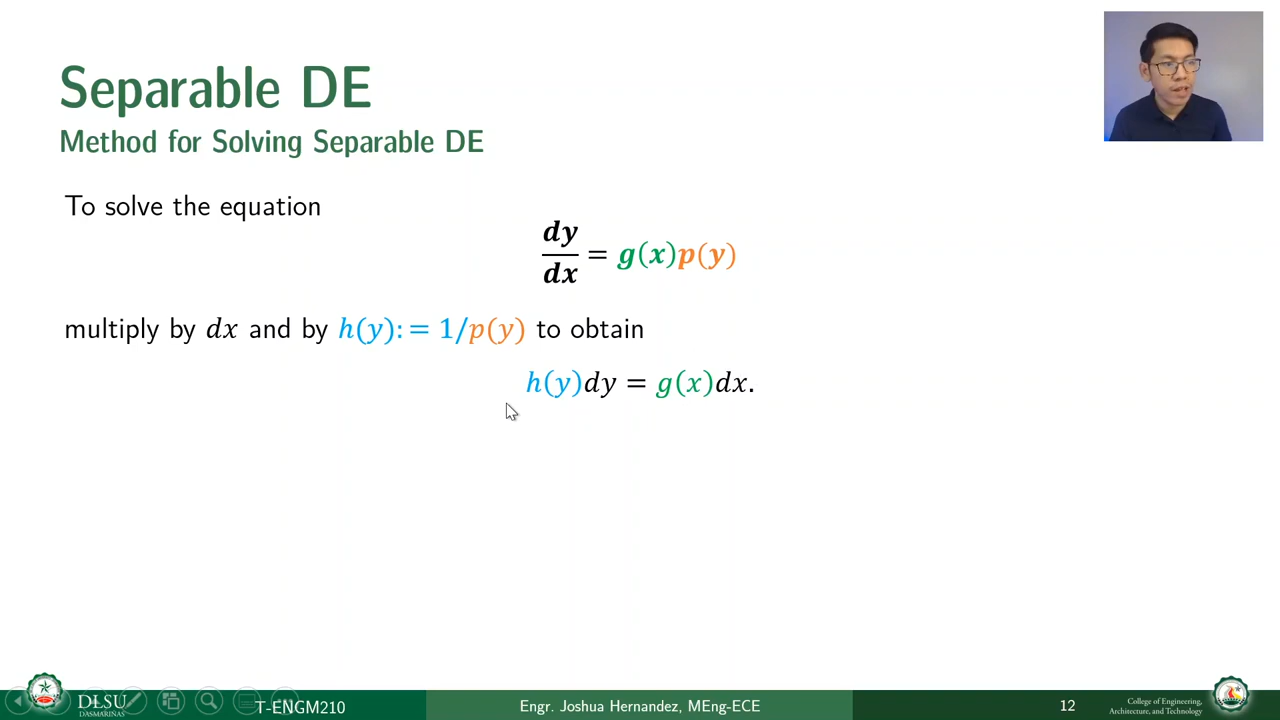 Separable DE
Method for Solving Separable DE
To solve the equation
dy/dx = g(x)p(y)
multiply by dx and by h(y): = 1/p(y) to obtain
h(y)dy = g(x)dx.
DLSU
DASMARIÑAS
T-ENGM210
Engr. Joshua Hernandez, MEng-ECE
12
College of Engineering,
Architecture, and Technology